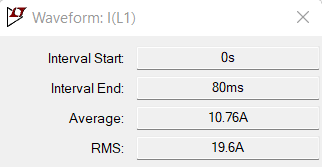 Waveform: I(L1)
Interval Start: 0s
Interval End: 80ms
Average: 10.76A
RMS: 19.6A